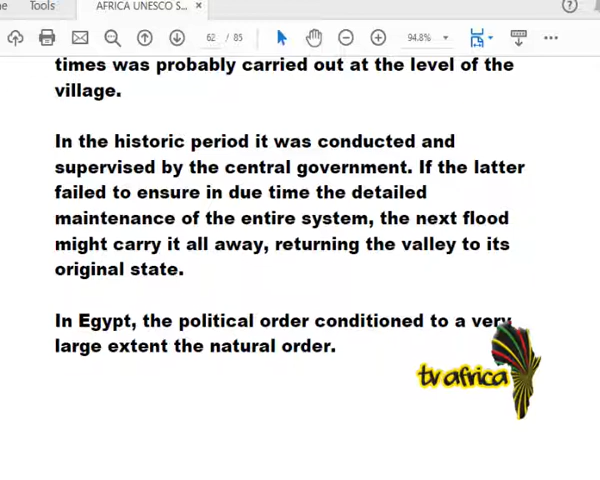 Tools
AFRICA UNESCO S...
62 / 85
94.8%
times was probably carried out at the level of the
village.
In the historic period it was conducted and
supervised by the central government. If the latter
failed to ensure in due time the detailed
maintenance of the entire system, the next flood
might carry it all away, returning the valley to its
original state.
In Egypt, the political order conditioned to a very
large extent the natural order.
tv africa